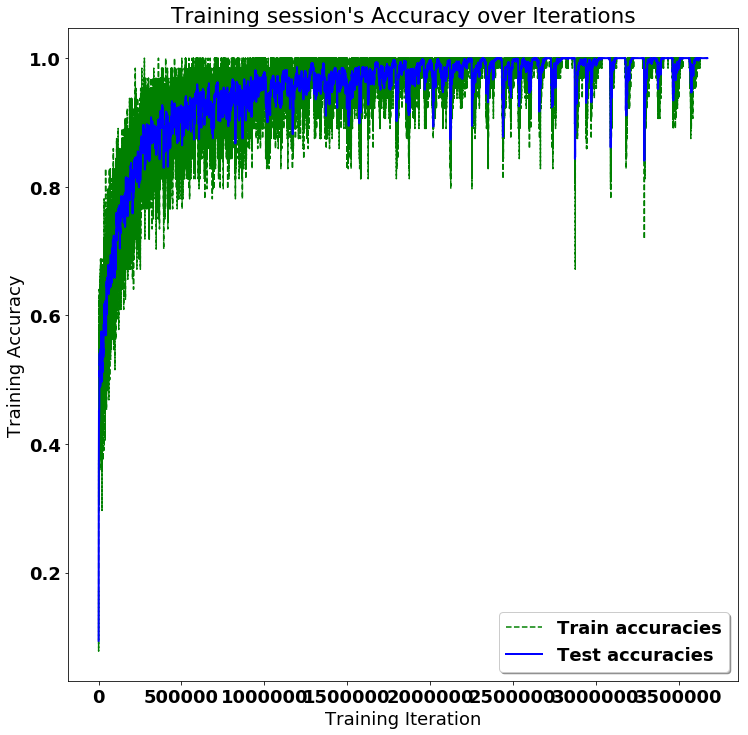 Training session's Accuracy over Iterations
1.0
0.8
0.6
0.4
0.2
Training Accuracy
Train accuracies
Test accuracies
0 500000 1000000 1500000 2000000 2500000 3000000 3500000
Training Iteration